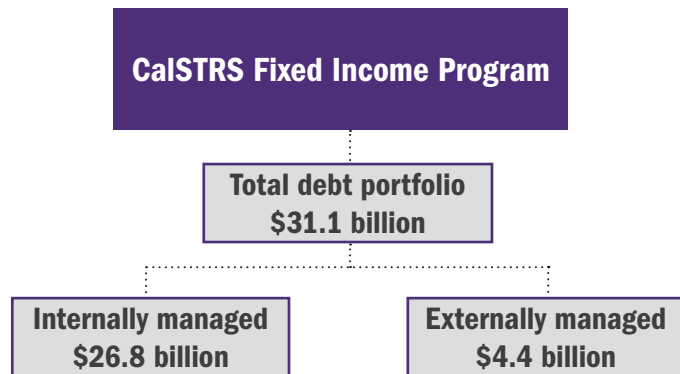 CalSTRS Fixed Income Program
Total debt portfolio
$31.1 billion
Internally managed
$26.8 billion
Externally managed
$4.4 billion